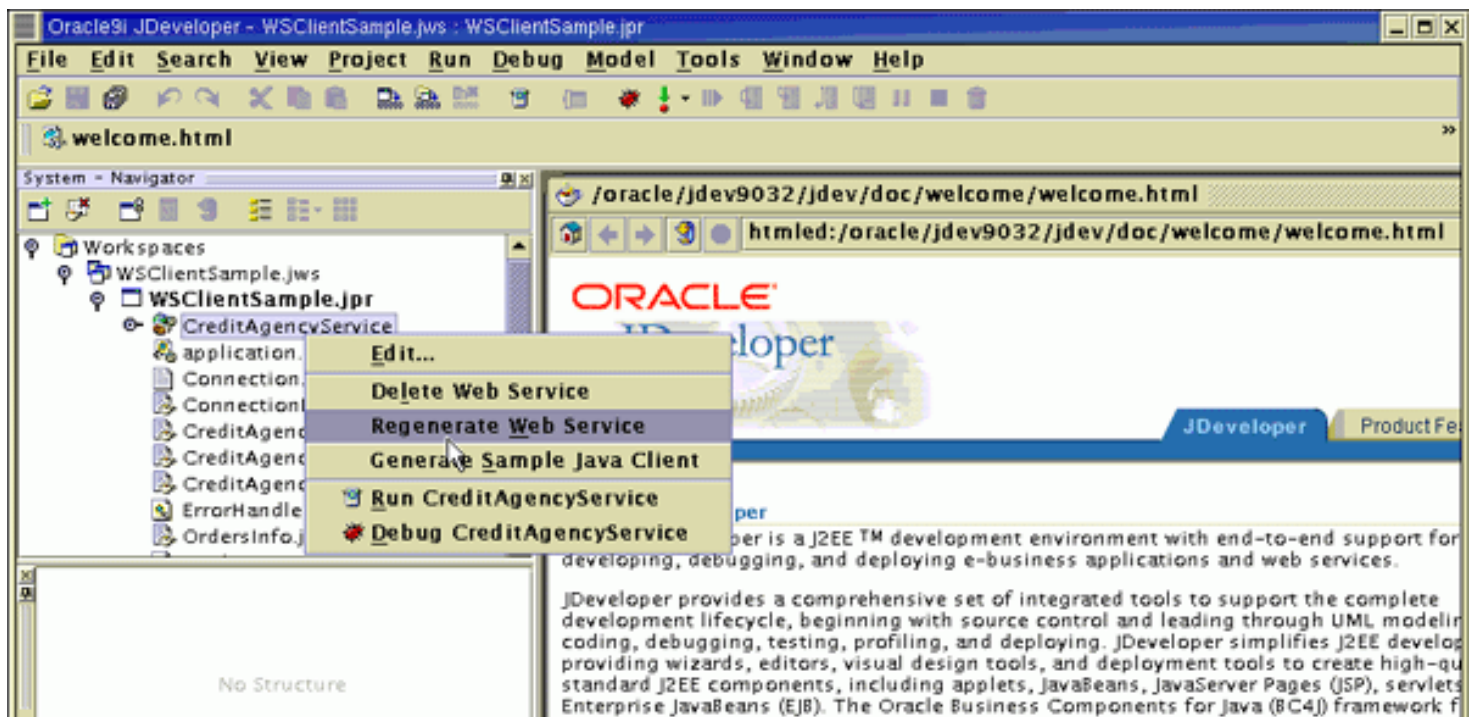 Oracle9i JDeveloper - WSClientSample.jws : WSClientSample.jpr
File Edit Search View Project Run Debug Model Tools Window Help
welcome.html
System - Navigator
Workspaces
WSClientSample.jws
WSClientSample.jpr
CreditAgencyService
application.
Connection.
Connection
CreditAgenc
CreditAgenc
CreditAgenc
ErrorHandle
OrdersInfo.j
Edit...
Delete Web Service
Regenerate Web Service
Generate Sample Java Client
Run CreditAgencyService
Debug CreditAgencyService
No Structure
/oracle/jdev9032/jdev/doc/welcome/welcome.html
htmled:/oracle/jdev9032/jdev/doc/welcome/welcome.html
ORACLE
JDeveloper
JDeveloper Product Fe
per
per is a J2EE ™ development environment with end-to-end support for
developing, debugging, and deploying e-business applications and web services.
JDeveloper provides a comprehensive set of integrated tools to support the complete
development lifecycle, beginning with source control and leading through UML modelin
coding, debugging, testing, profiling, and deploying. JDeveloper simplifies J2EE develop
providing wizards, editors, visual design tools, and deployment tools to create high-qu
standard J2EE components, including applets, JavaBeans, JavaServer Pages (JSP), servlets
Enterprise JavaBeans (EJB). The Oracle Business Components for Java (BC4J) framework f